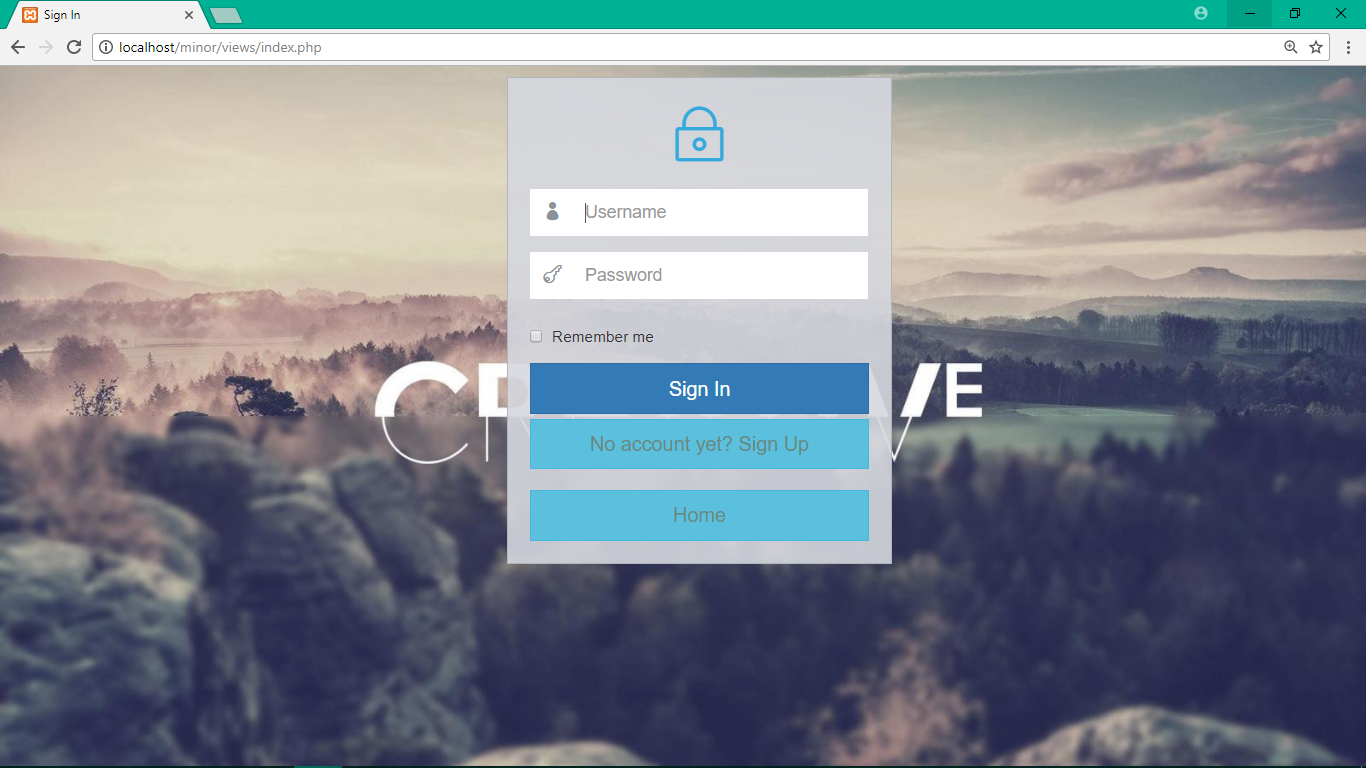 Sign In
localhost/minor/views/index.php
Username
Password
Remember me
Sign In
No account yet? Sign Up
Home